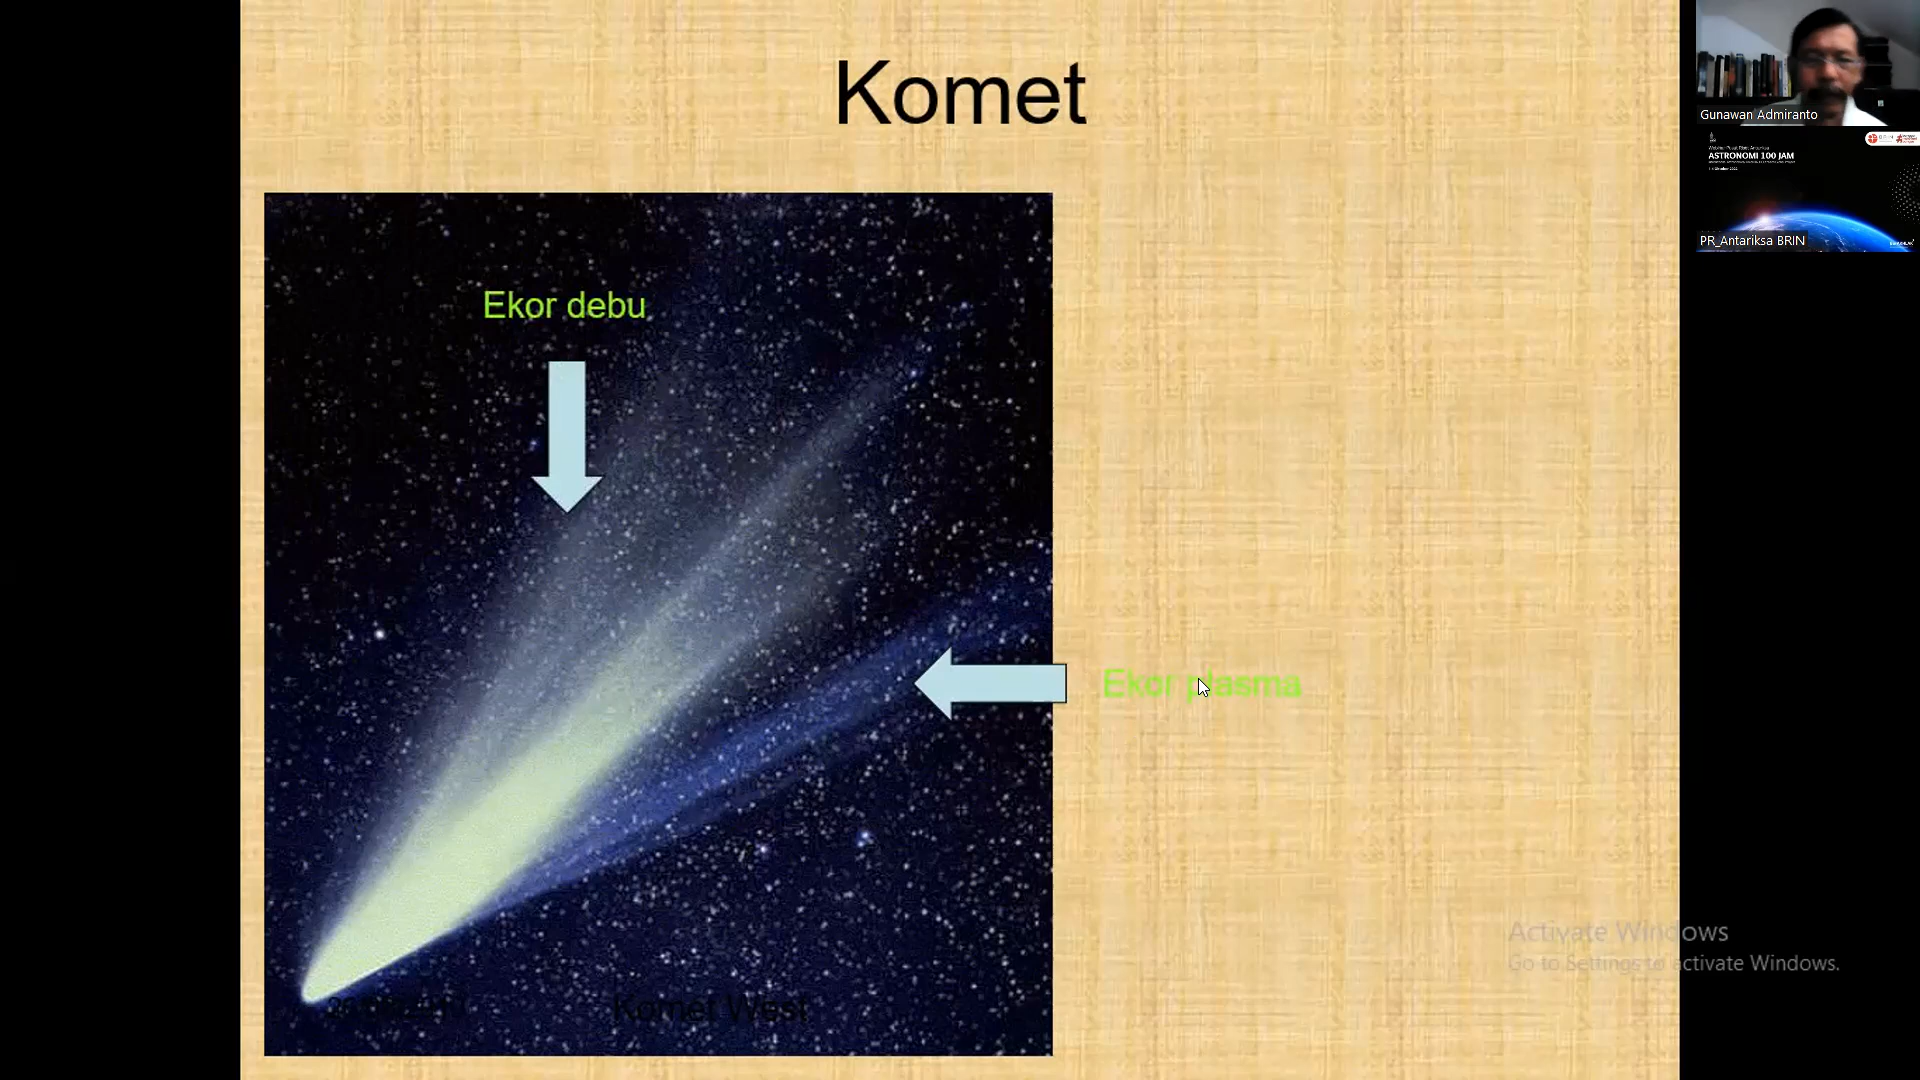 Komet
Ekor debu
Ekor plasma
Komet West
Gunawan Admiranto
ASTRONOMI 100 JAM
PR_Antariksa BRIN
Activate Windows
Go to Settings to activate Windows.